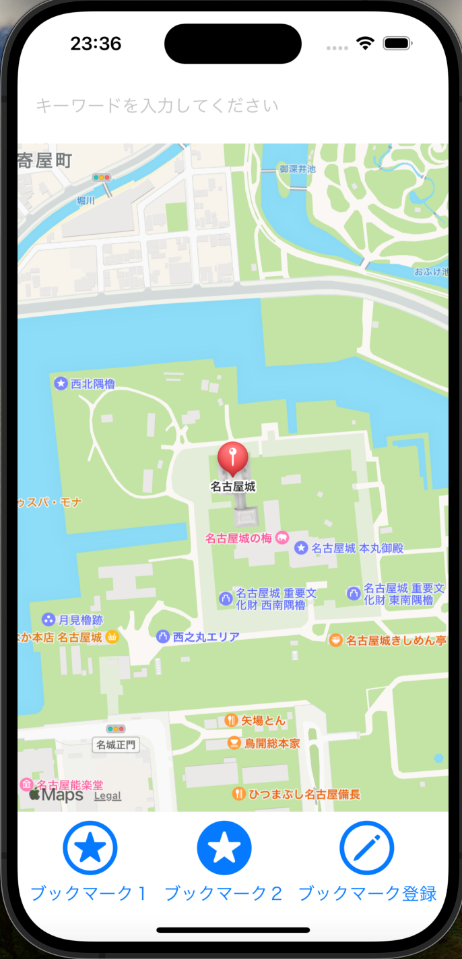 23:36
キーワードを入力してください
寄屋町
御深井池
堀川
おふけ池
西北隅櫓
名古屋城
ゥスパ・モナ
名古屋城の梅
名古屋城 本丸御殿
名古屋城 重要文
化財 西南隅櫓
名古屋城 重要文
化財 東南隅櫓
月見櫓跡
なか本店 名古屋城
西之丸エリア
名古屋城きしめん亭
矢場とん
名城正門
鳥開総本家
名古屋能楽堂
Maps Legal
ひつまぶし名古屋備長
ブックマーク１ ブックマーク２ ブックマーク登録